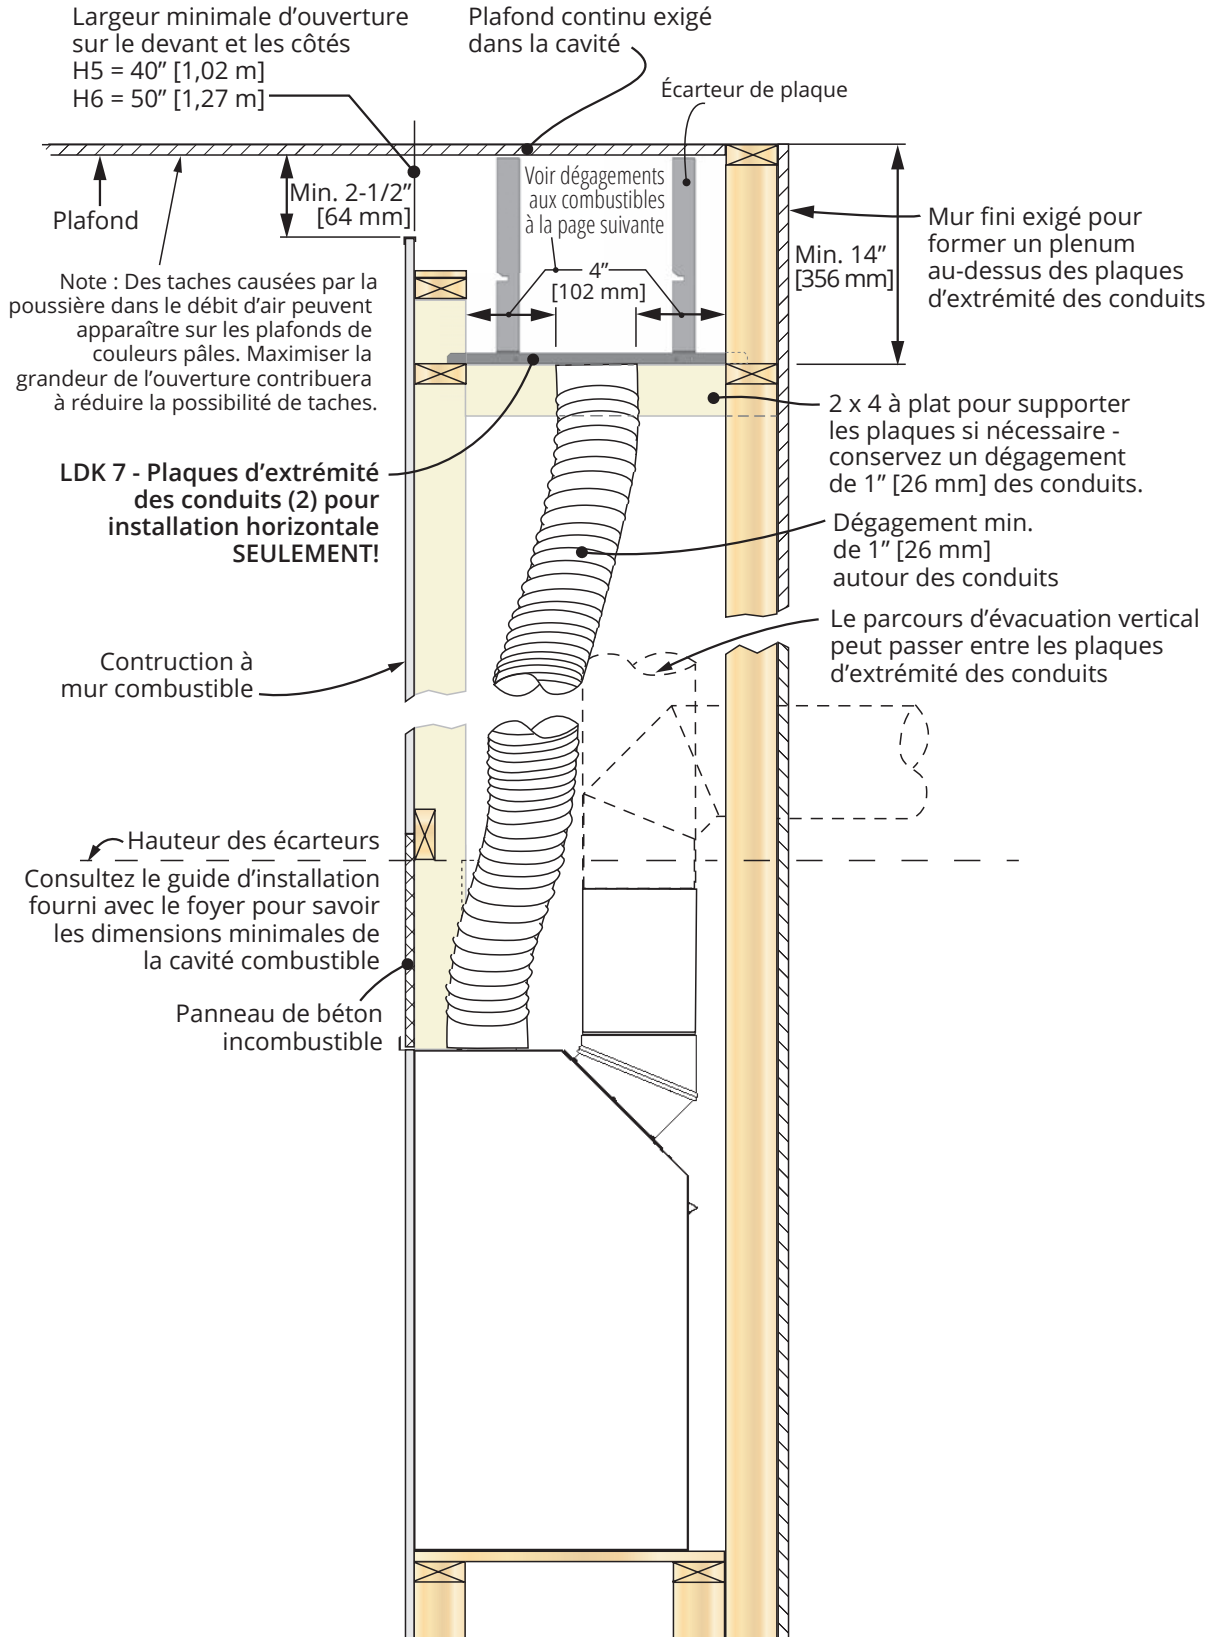 Largeur minimale d’ouverture
sur le devant et les côtés
H5 = 40” [1,02 m]
H6 = 50” [1,27 m]
Plafond continu exigé
dans la cavité
Écarteur de plaque
Plafond
Min. 2-1/2”
[64 mm]
Voir dégagements
aux combustibles
à la page suivante
4”
[102 mm]
Min. 14”
[356 mm]
Mur fini exigé pour
former un plenum
au-dessus des plaques
d’extrémité des conduits
Note : Des taches causées par la
poussière dans le débit d’air peuvent
apparaître sur les plafonds de
couleurs pâles. Maximiser la
grandeur de l’ouverture contribuera
à réduire la possibilité de taches.
2 x 4 à plat pour supporter
les plaques si nécessaire -
conservez un dégagement
de 1” [26 mm] des conduits.
LDK 7 - Plaques d’extrémité
des conduits (2) pour
installation horizontale
SEULEMENT!
Dégagement min.
de 1” [26 mm]
autour des conduits
Le parcours d’évacuation vertical
peut passer entre les plaques
d’extrémité des conduits
Contruction à
mur combustible
Hauteur des écarteurs
Consultez le guide d’installation
fourni avec le foyer pour savoir
les dimensions minimales de
la cavité combustible
Panneau de béton
incombustible